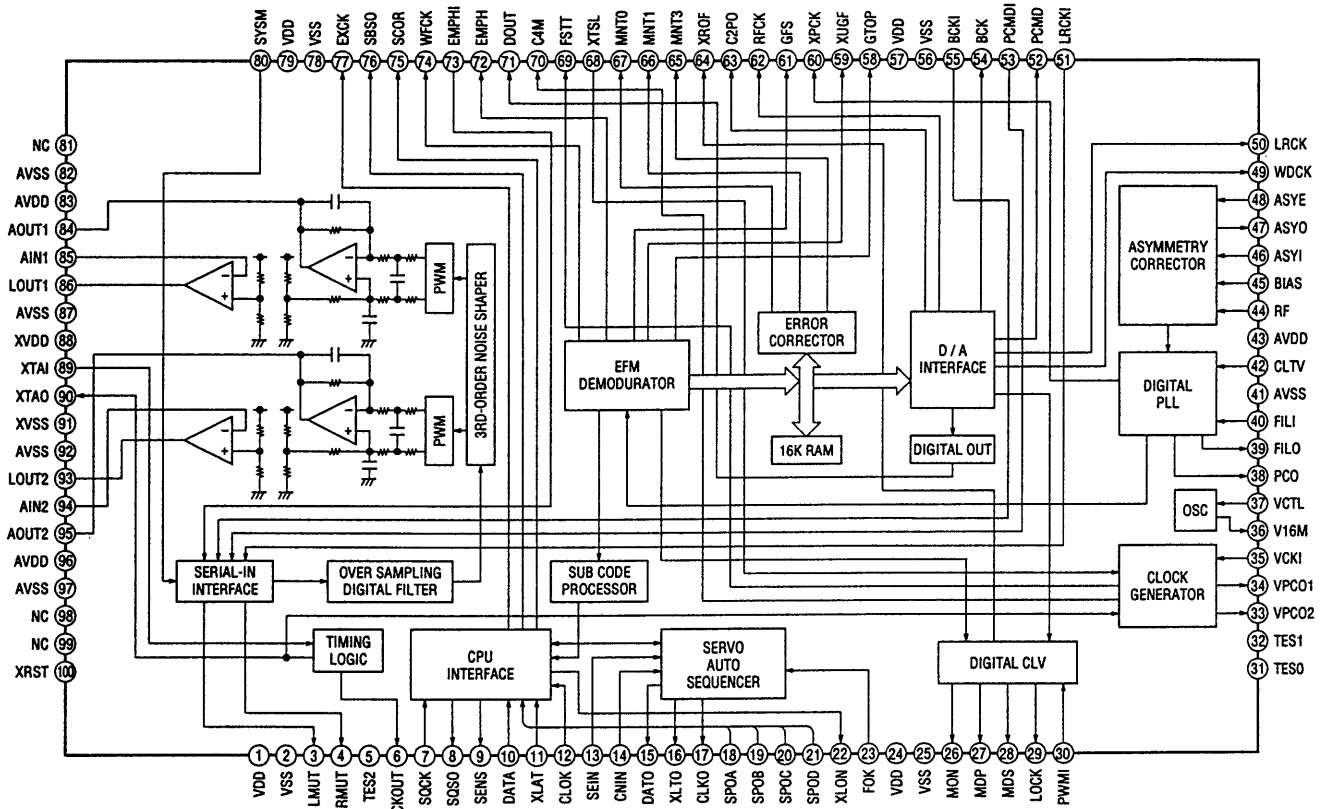 SYSM VDD VSS EXCK SBSO SCOR WFCK EMPHI EMPH DOUT C4M FSTT XTSL MNT0 MNT1 MNT3 XROF C2PO RFCK GFS XPCK XUGF GTOP VDD VSS BCKI BCK PCMDI PCMD LRCKI
80 79 78 77 76 75 74 73 72 71 70 69 68 67 66 65 64 63 62 61 60 59 58 57 56 55 54 53 52 51
NC 81
AVSS 82
AVDD 83
AOUT1 84
AIN1 85
LOUT1 86
AVSS 87
XVDD 88
XTAI 89
XTAO 90
XVSS 91
AVSS 92
LOUT2 93
AIN2 94
AOUT2 95
AVDD 96
AVSS 97
NC 98
NC 99
XRST 100
50 LRCK
49 WDCK
48 ASYE
47 ASYO
46 ASYI
45 BIAS
44 RF
43 AVDD
42 CLTV
41 AVSS
40 FILI
39 FILO
38 PCO
37 VCTL
36 V16M
35 VCKI
34 VPCO1
33 VPCO2
32 TES1
31 TES0
−
+
−
+
PWM
3RD-ORDER NOISE SHAPER
−
+
−
+
PWM
EFM
DEMODURATOR
ERROR
CORRECTOR
16K RAM
D / A
INTERFACE
DIGITAL OUT
ASYMMETRY
CORRECTOR
DIGITAL
PLL
OSC
CLOCK
GENERATOR
SERIAL-IN
INTERFACE
OVER SAMPLING
DIGITAL FILTER
SUB CODE
PROCESSOR
TIMING
LOGIC
CPU
INTERFACE
SERVO
AUTO
SEQUENCER
DIGITAL CLV
1 2 3 4 5 6 7 8 9 10 11 12 13 14 15 16 17 18 19 20 21 22 23 24 25 26 27 28 29 30
VDD VSS LMUT RMUT TES2 CKOUT SQCK SQSO SENS DATA XLAT CLOK SEIN CNIN DATO XLTO CLKO SPOA SPOB SPOC SPOD XLON FOK VDD VSS MON MDP MDS LOCK PWMI